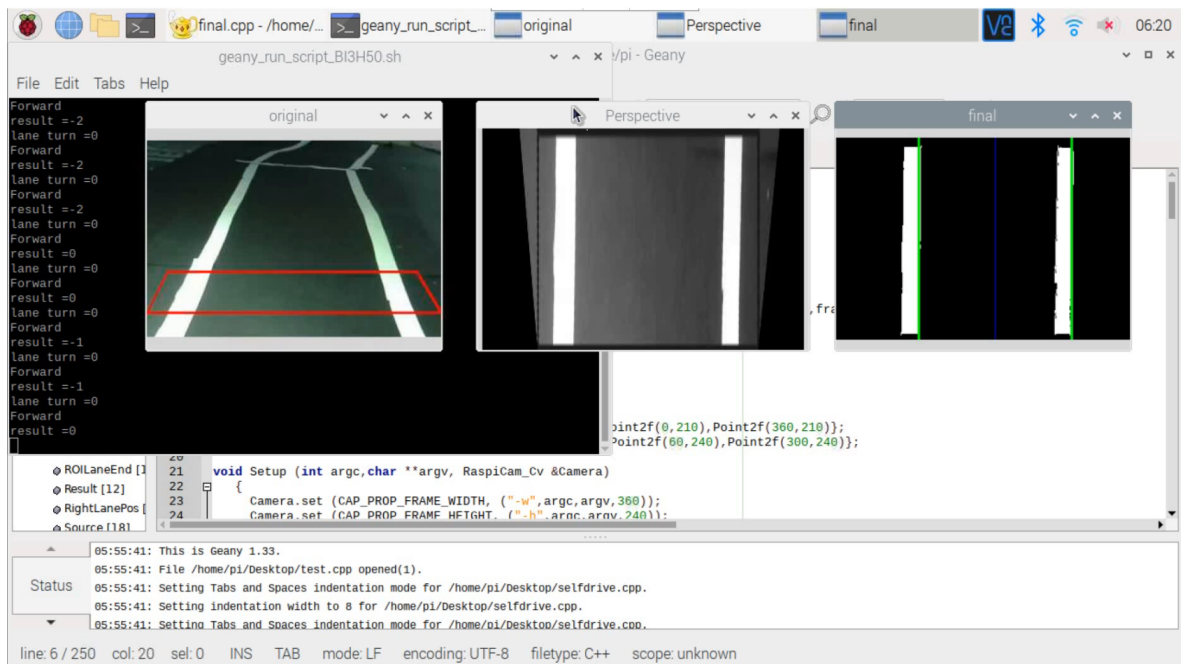 final.cpp - /home/...
geany_run_script_...
original
Perspective
final
06:20
geany_run_script_BI3H50.sh
e/pi - Geany
File Edit Tabs Help
Forward
result =-2
lane turn =0
Forward
result =-2
lane turn =0
Forward
result =-2
lane turn =0
Forward
result =0
lane turn =0
Forward
result =0
lane turn =0
Forward
result =-1
lane turn =0
Forward
result =-1
lane turn =0
Forward
result =0
original
Perspective
final
,fra
oint2f(0,210),Point2f(360,210)};
Point2f(60,240),Point2f(300,240)};
ROILaneEnd [1
Result [12]
RightLanePos [
Source [18]
20
21 void Setup (int argc,char **argv, RaspiCam_Cv &Camera)
22 {
23 Camera.set (CAP_PROP_FRAME_WIDTH, ("-w",argc,argv,360));
24 Camera.set (CAP_PROP_FRAME_HEIGHT, ("-h",argc,argv,240));
Status
05:55:41: This is Geany 1.33.
05:55:41: File /home/pi/Desktop/test.cpp opened(1).
05:55:41: Setting Tabs and Spaces indentation mode for /home/pi/Desktop/selfdrive.cpp.
05:55:41: Setting indentation width to 8 for /home/pi/Desktop/selfdrive.cpp.
05:55:41: Setting Tabs and Spaces indentation mode for /home/pi/Desktop/selfdrive.cpp.
line: 6 / 250 col: 20 sel: 0 INS TAB mode: LF encoding: UTF-8 filetype: C++ scope: unknown